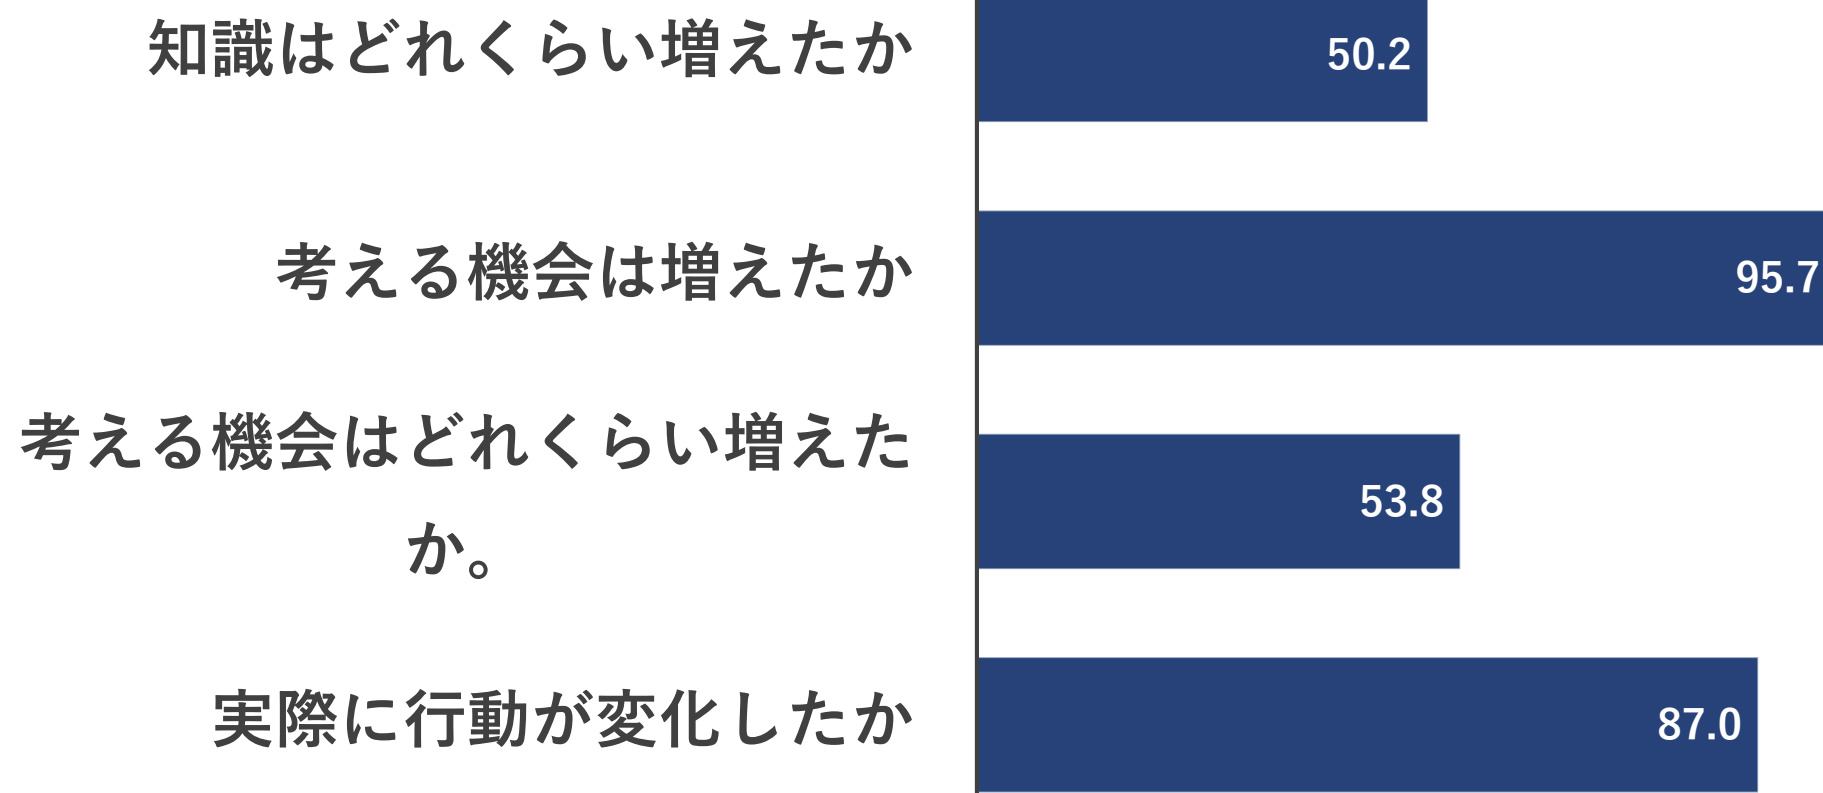 知識はどれくらい増えたか
50.2
考える機会は増えたか
95.7
考える機会はどれくらい増えた
か。
53.8
実際に行動が変化したか
87.0